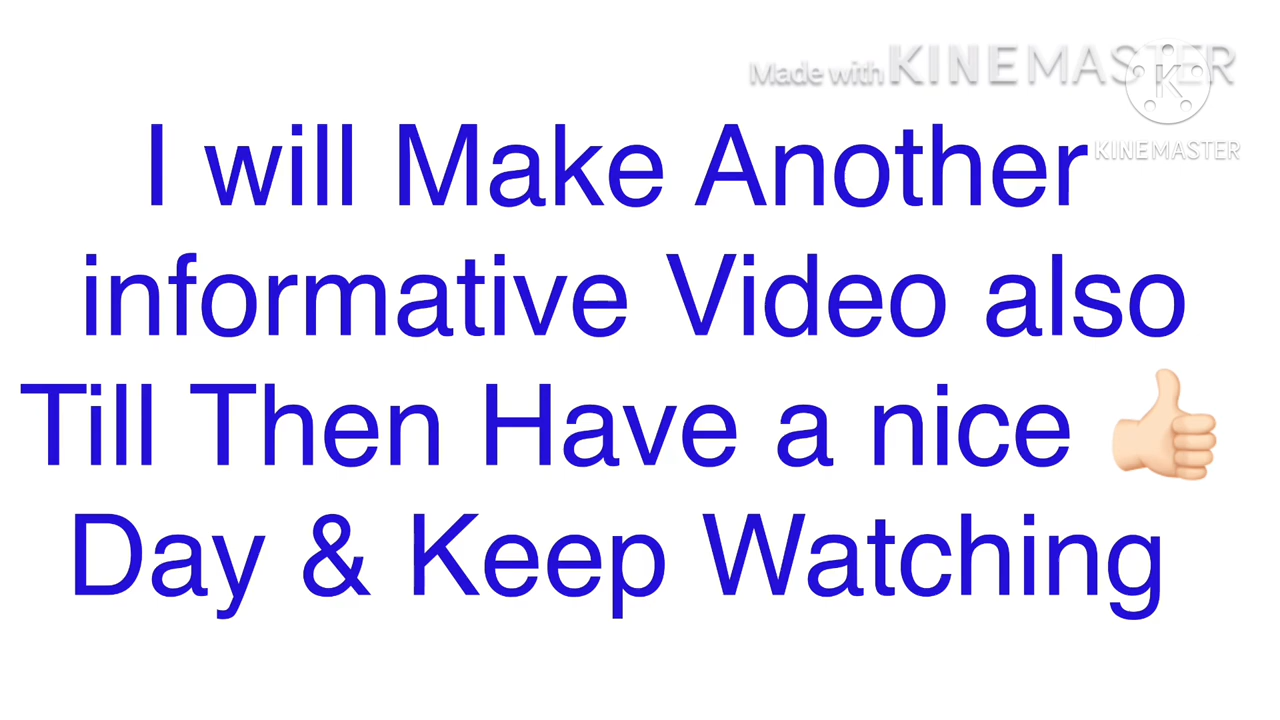 Made with KINEMASTER
KINEMASTER
I will Make Another
informative Video also
Till Then Have a nice 👍🏻
Day & Keep Watching